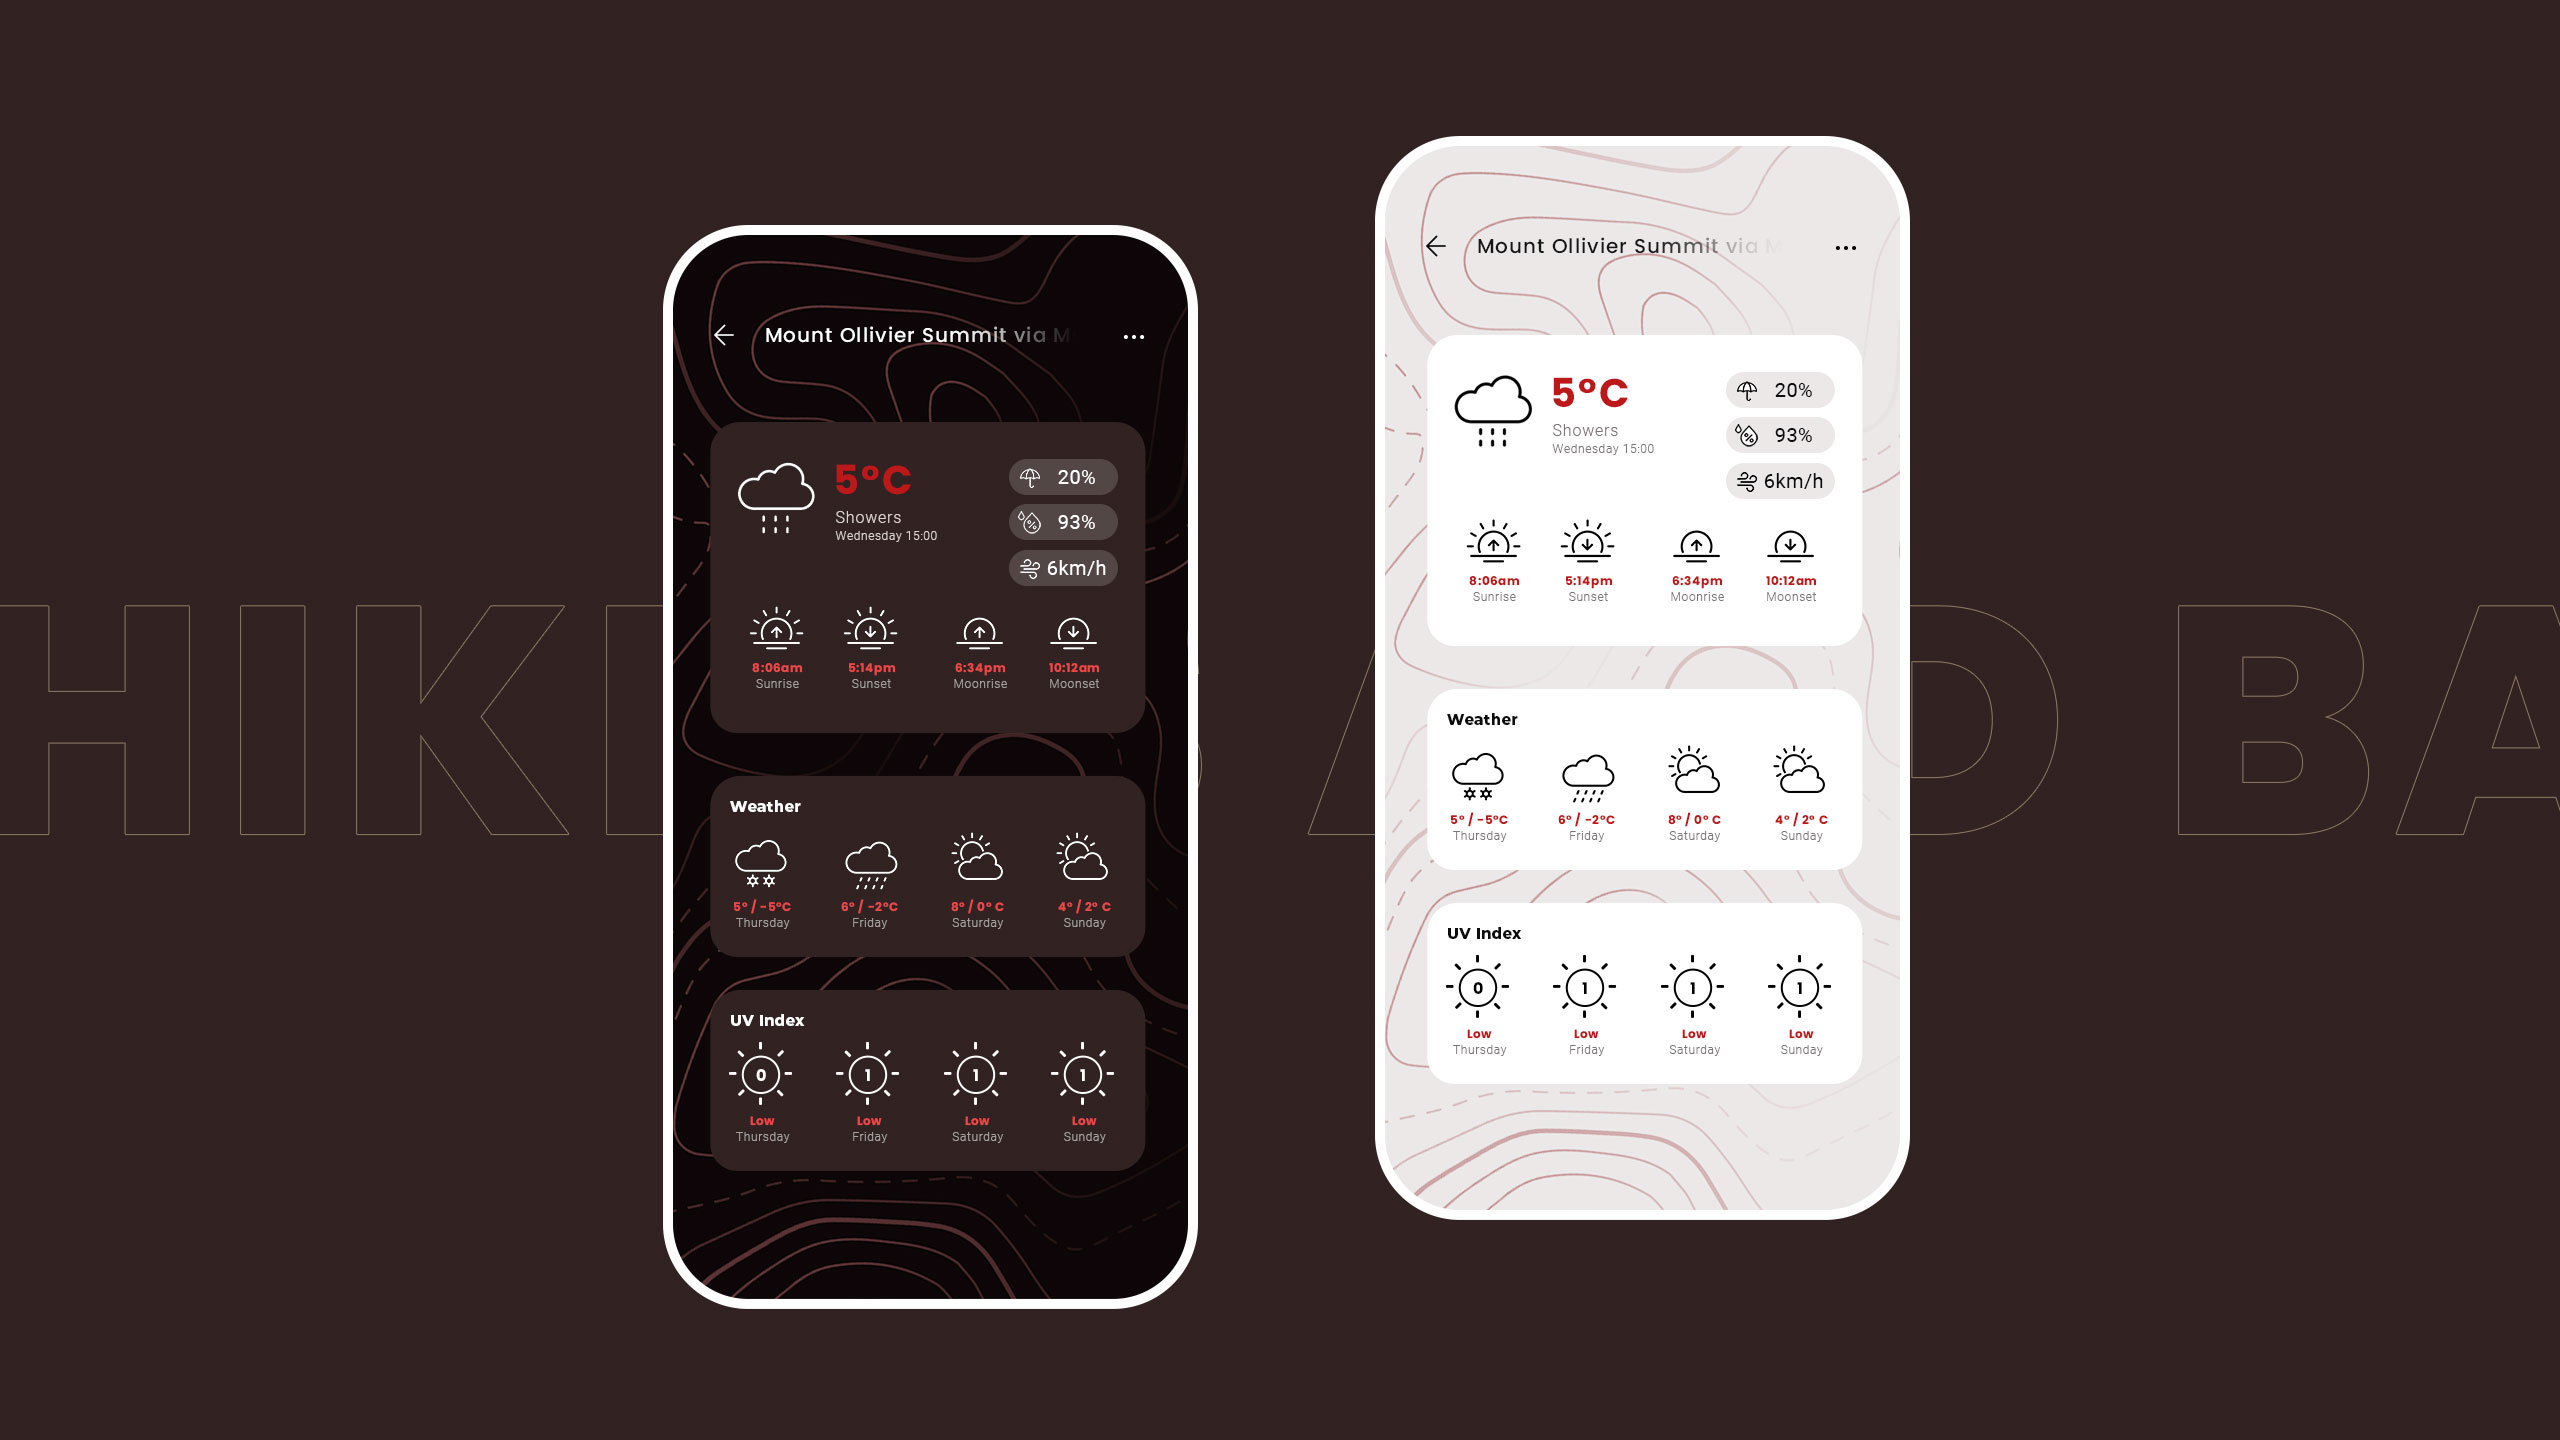 HIKE
AND BA
Mount Ollivier Summit via M
5°C
Showers
Wednesday 15:00
20%
93%
6km/h
8:06am 5:14pm 6:34pm 10:12am
Sunrise Sunset Moonrise Moonset
Weather
5° / -5°C 6° / -2°C 8° / 0° C 4° / 2° C
Thursday Friday Saturday Sunday
UV Index
0 1 1 1
Low Low Low Low
Thursday Friday Saturday Sunday
Mount Ollivier Summit via M
5°C
Showers
Wednesday 15:00
20%
93%
6km/h
8:06am 5:14pm 6:34pm 10:12am
Sunrise Sunset Moonrise Moonset
Weather
5° / -5°C 6° / -2°C 8° / 0° C 4° / 2° C
Thursday Friday Saturday Sunday
UV Index
0 1 1 1
Low Low Low Low
Thursday Friday Saturday Sunday